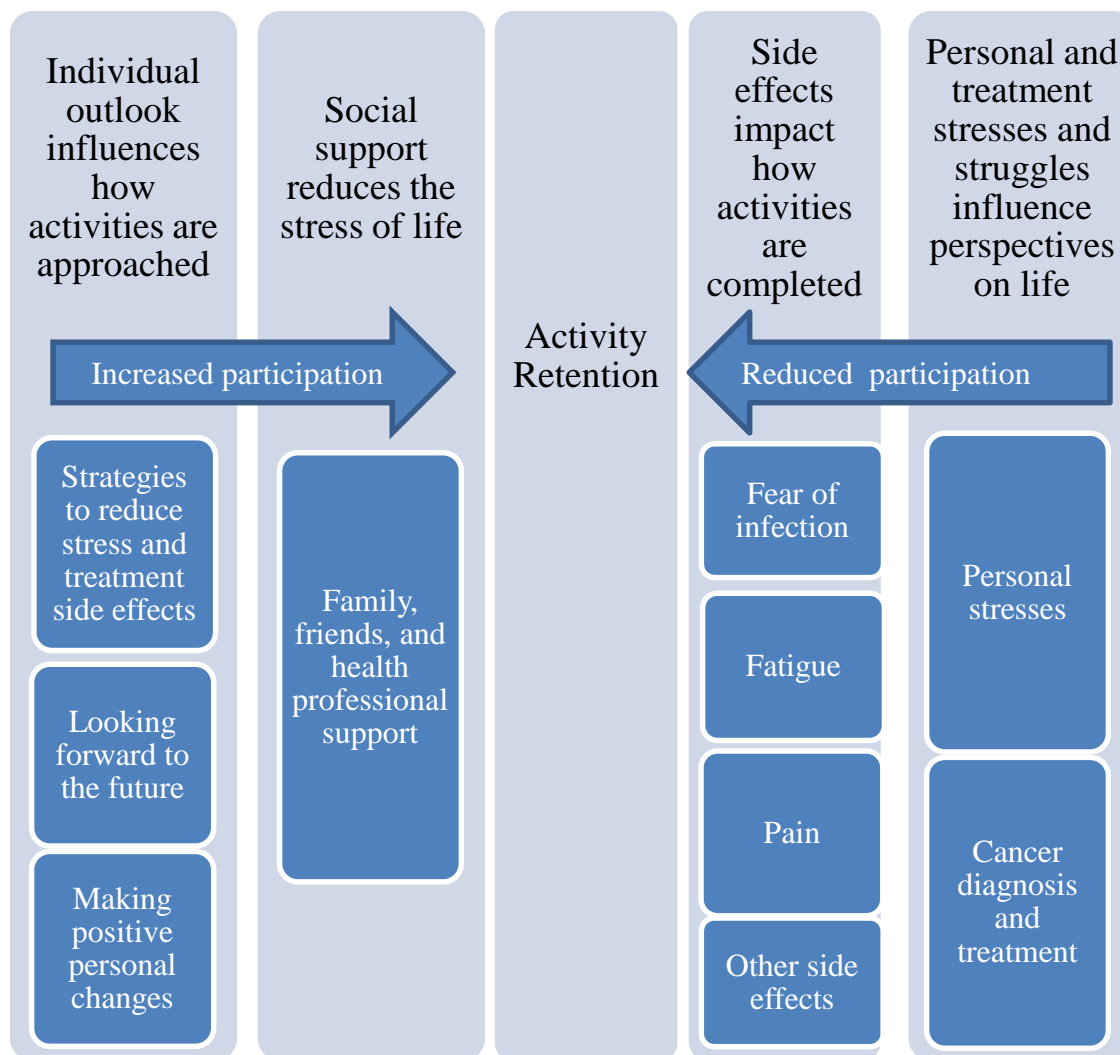 Individual
outlook
influences
how
activities are
approached
Social
support
reduces the
stress of life
Activity
Retention
Side
effects
impact
how
activities
are
completed
Personal and
treatment
stresses and
struggles
influence
perspectives
on life
Increased participation
Reduced participation
Strategies
to reduce
stress and
treatment
side effects
Looking
forward to
the future
Making
positive
personal
changes
Family,
friends, and
health
professional
support
Fear of
infection
Fatigue
Pain
Other side
effects
Personal
stresses
Cancer
diagnosis
and
treatment